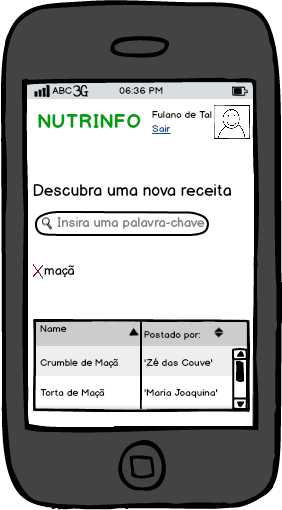 ABC 3G 06:36 PM
NUTRINFO
Fulano de Tal
Sair
Descubra uma nova receita
Insira uma palavra-chave
maçã
Name Postado por:
Crumble de Maçã 'Zé das Couve'
Torta de Maçã 'Maria Joaquina'